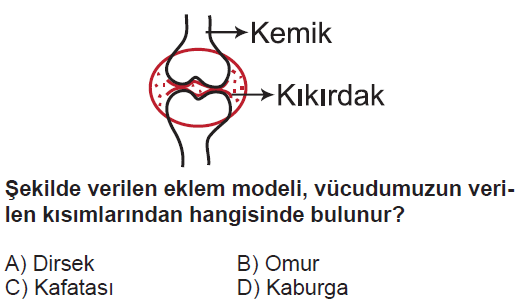 Kemik
Kıkırdak
Şekilde verilen eklem modeli, vücudumuzun veri-
len kısımlarından hangisinde bulunur?
A) Dirsek B) Omur
C) Kafatası D) Kaburga